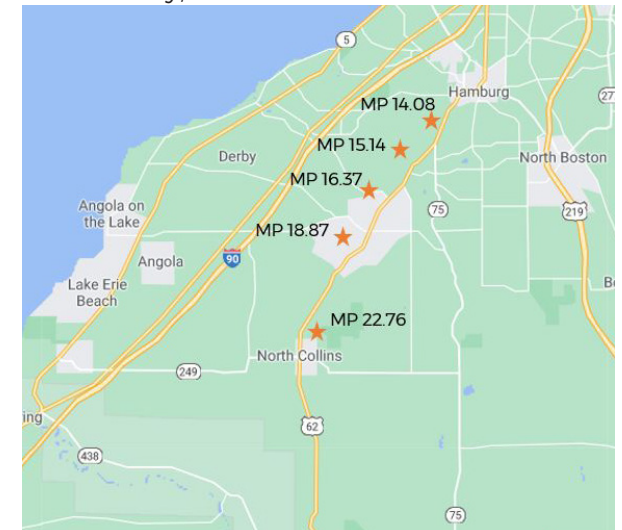 5
Hamburg
27
MP 14.08
MP 15.14
Derby
North Boston
MP 16.37
Angola on
the Lake
75
219
MP 18.87
Angola
90
Lake Erie
Beach
MP 22.76
North Collins
249
ing
62
438
75